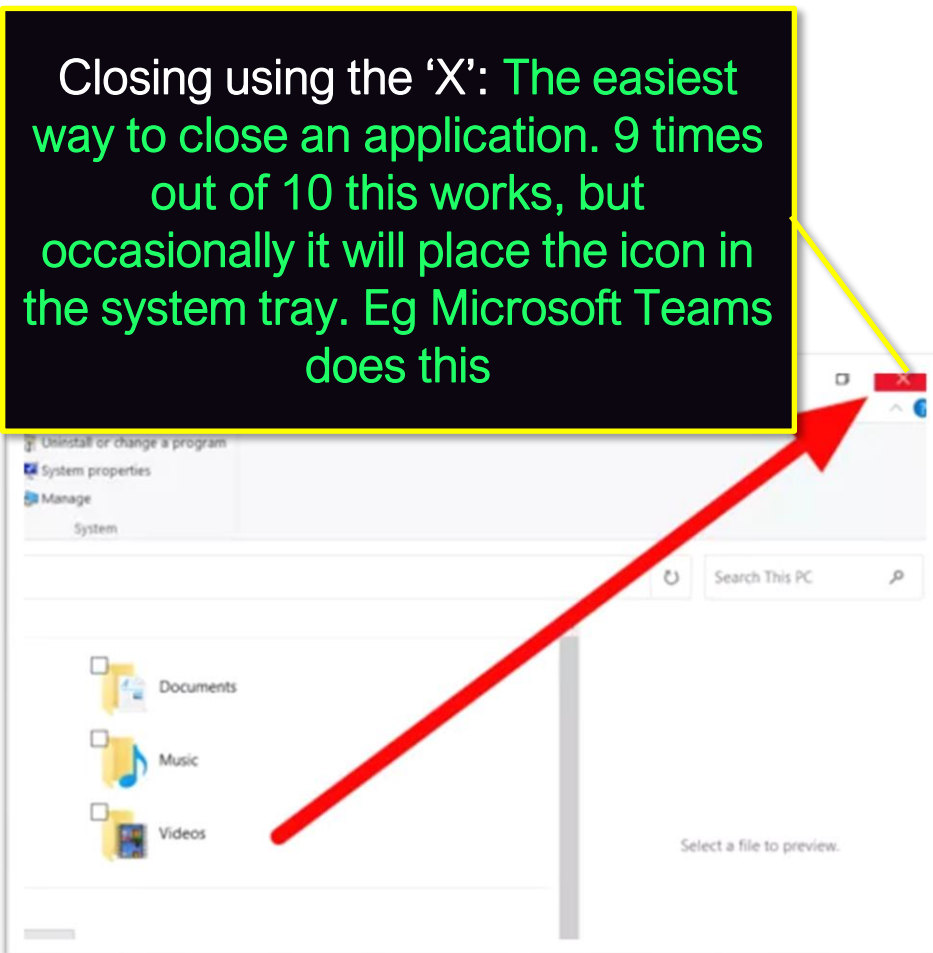 Closing using the ‘X’: The easiest
way to close an application. 9 times
out of 10 this works, but
occasionally it will place the icon in
the system tray. Eg Microsoft Teams
does this
Uninstall or change a program
System properties
Manage
System
Search This PC
Documents
Music
Videos
Select a file to preview.